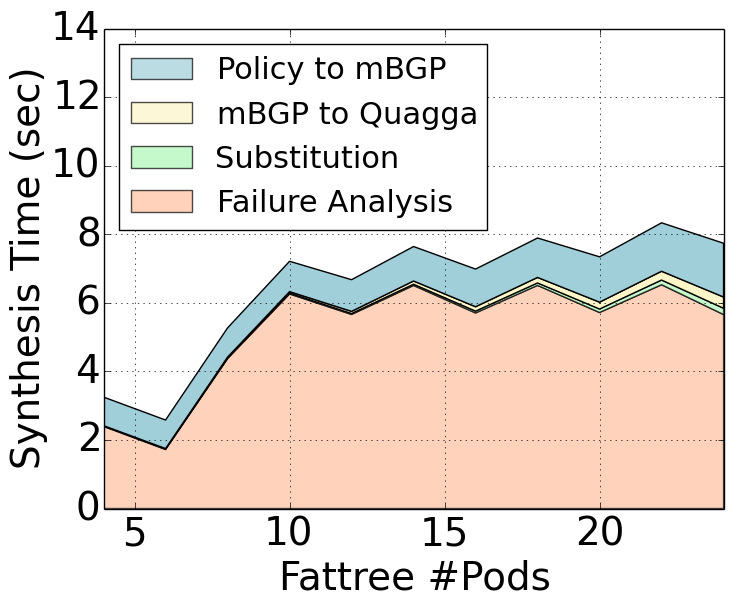 Synthesis Time (sec)
14
12
10
8
6
4
2
0
Policy to mBGP
mBGP to Quagga
Substitution
Failure Analysis
5 10 15 20
Fattree #Pods